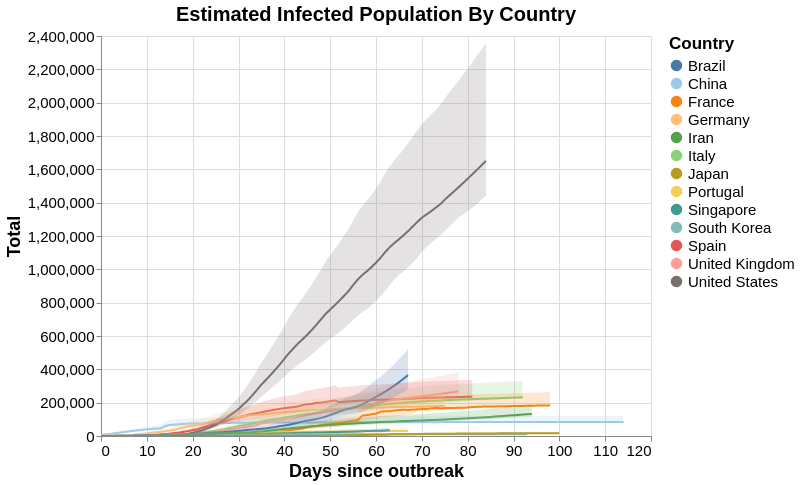 Estimated Infected Population By Country
2,400,000
2,200,000
2,000,000
1,800,000
1,600,000
1,400,000
1,200,000
1,000,000
800,000
600,000
400,000
200,000
0
Total
0 10 20 30 40 50 60 70 80 90 100 110 120
Days since outbreak
Country
Brazil
China
France
Germany
Iran
Italy
Japan
Portugal
Singapore
South Korea
Spain
United Kingdom
United States